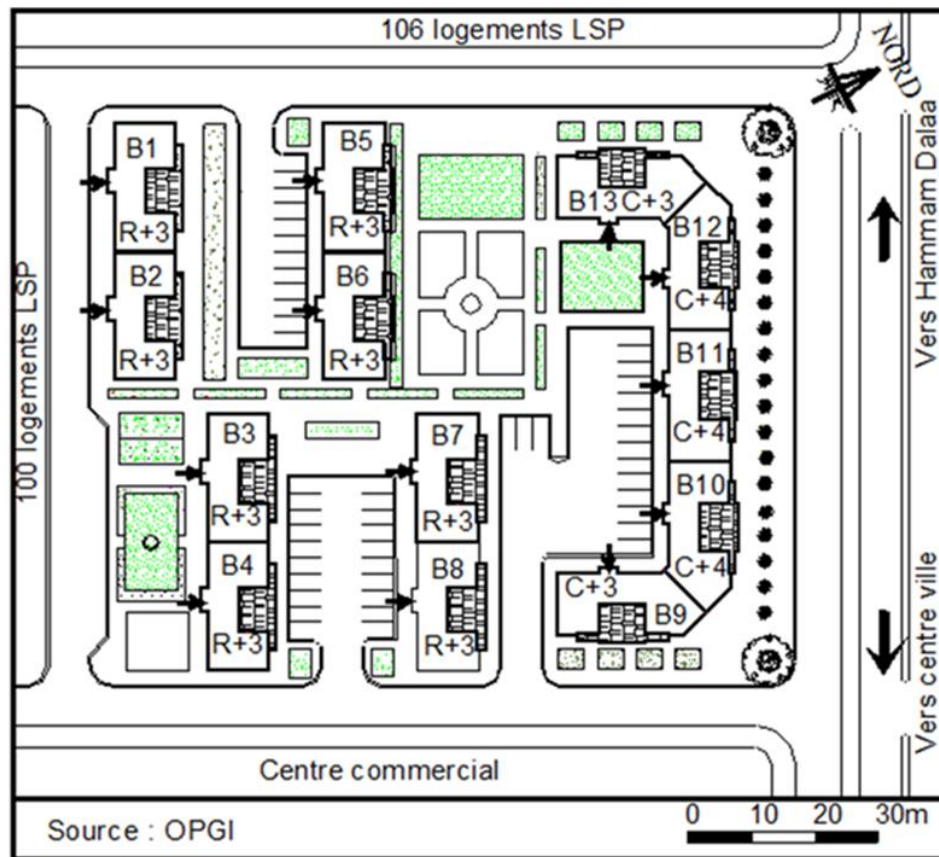 106 logements LSP
NORD
B1
R+3
B5
R+3
B13 C+3
B12
C+4
Vers Hammam Dalaa
B2
R+3
B6
R+3
B11
C+4
100 logements LSP
B3
R+3
B7
R+3
B10
C+4
B4
R+3
B8
R+3
C+3
B9
Vers centre ville
Centre commercial
Source : OPGI
0 10 20 30m